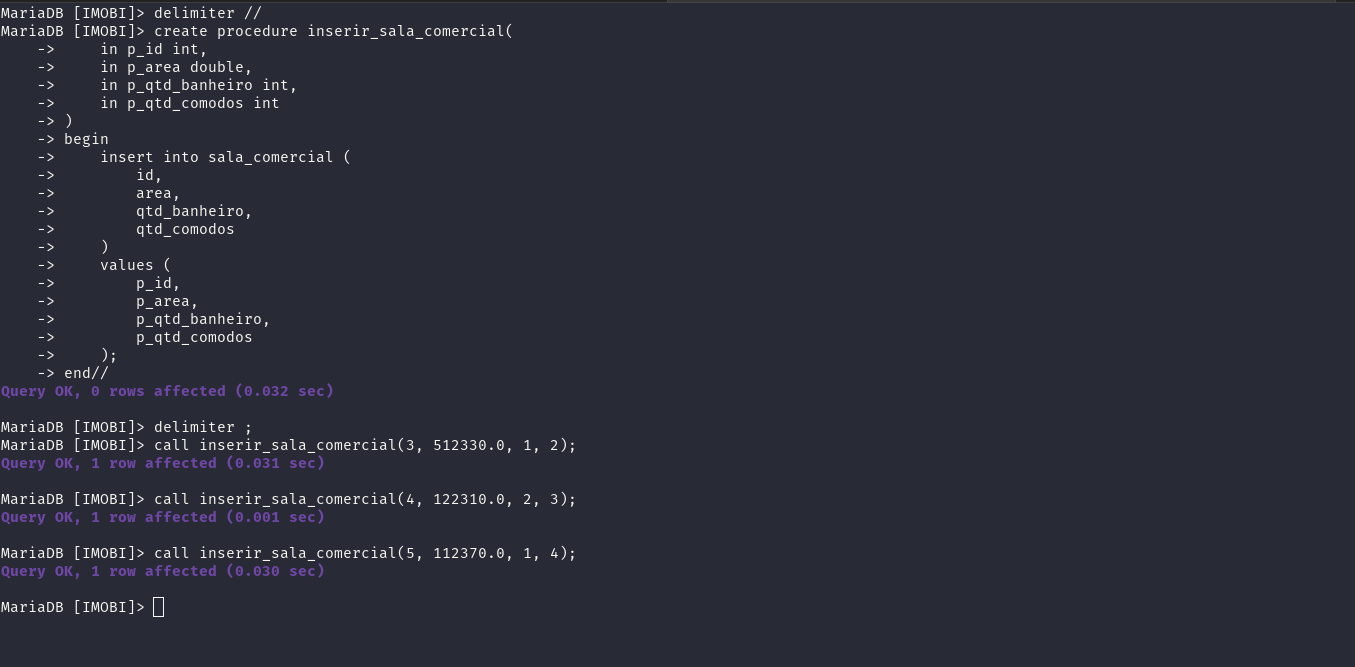 MariaDB [IMOBI]> delimiter //
MariaDB [IMOBI]> create procedure inserir_sala_comercial(
    ->     in p_id int,
    ->     in p_area double,
    ->     in p_qtd_banheiro int,
    ->     in p_qtd_comodos int
    -> )
    -> begin
    ->     insert into sala_comercial (
    ->         id,
    ->         area,
    ->         qtd_banheiro,
    ->         qtd_comodos
    ->     )
    ->     values (
    ->         p_id,
    ->         p_area,
    ->         p_qtd_banheiro,
    ->         p_qtd_comodos
    ->     );
    -> end//
Query OK, 0 rows affected (0.032 sec)

MariaDB [IMOBI]> delimiter ;
MariaDB [IMOBI]> call inserir_sala_comercial(3, 512330.0, 1, 2);
Query OK, 1 row affected (0.031 sec)

MariaDB [IMOBI]> call inserir_sala_comercial(4, 122310.0, 2, 3);
Query OK, 1 row affected (0.001 sec)

MariaDB [IMOBI]> call inserir_sala_comercial(5, 112370.0, 1, 4);
Query OK, 1 row affected (0.030 sec)

MariaDB [IMOBI]>